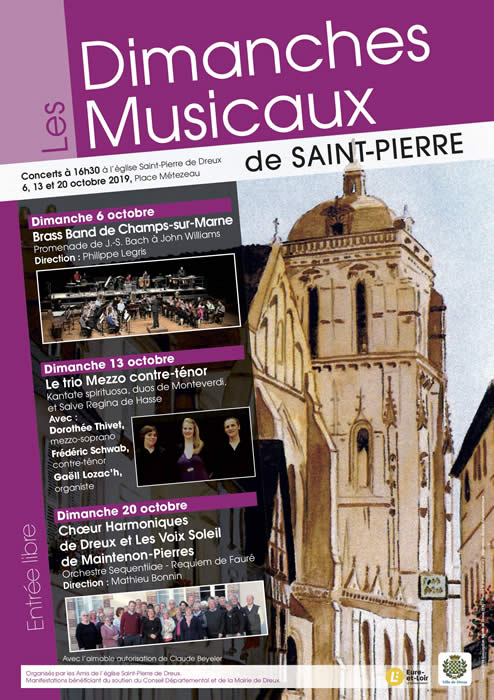 Les
Dimanches
Musicaux
de SAINT-PIERRE
Concerts à 16h30 à l'église Saint-Pierre de Dreux
6, 13 et 20 octobre 2019, Place Métezeau
Dimanche 6 octobre
Brass Band de Champs-sur-Marne
Promenade de J.-S. Bach à John Williams
Direction : Philippe Legris
Dimanche 13 octobre
Le trio Mezzo contre-ténor
Kantate spirituosa, duos de Monteverdi,
et Salve Regina de Hasse
Avec :
Dorothée Thivet,
mezzo-soprano
Frédéric Schwab,
contre-ténor
Gaëll Lozac'h,
organiste
Dimanche 20 octobre
Chœur Harmoniques
de Dreux et Les Voix Soleil
de Maintenon-Pierres
Orchestre Sequentiae - Requiem de Fauré
Direction : Mathieu Bonnin
Entrée libre
Avec l'aimable autorisation de Claude Beyeler
Organisés par les Amis de l'église Saint-Pierre de Dreux.
Manifestations bénéficiant du soutien du Conseil Départemental et de la Mairie de Dreux.
Eure-
et-Loir
Ville de Dreux